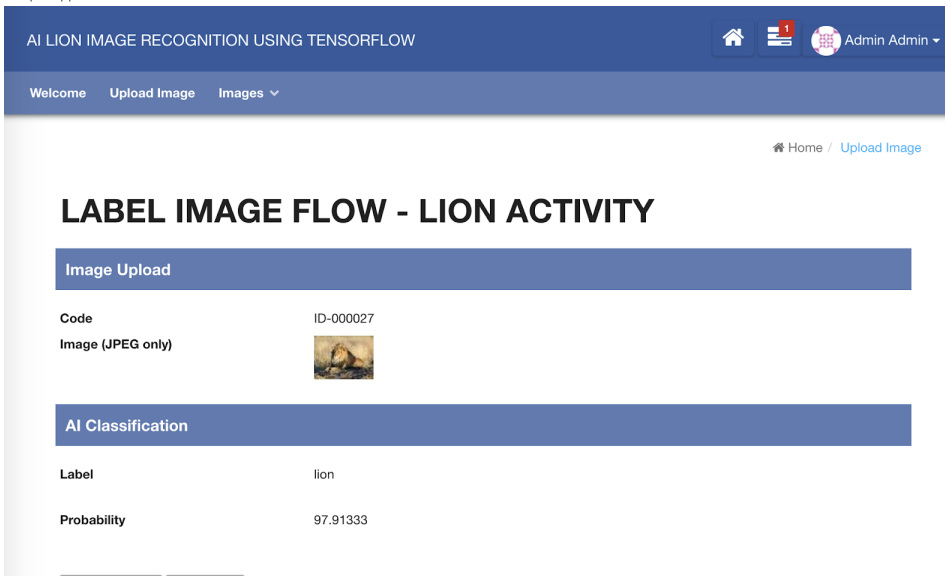 AI LION IMAGE RECOGNITION USING TENSORFLOW
1
Admin Admin
Welcome Upload Image Images
Home / Upload Image
LABEL IMAGE FLOW - LION ACTIVITY
Image Upload
Code ID-000027
Image (JPEG only)
AI Classification
Label lion
Probability 97.91333